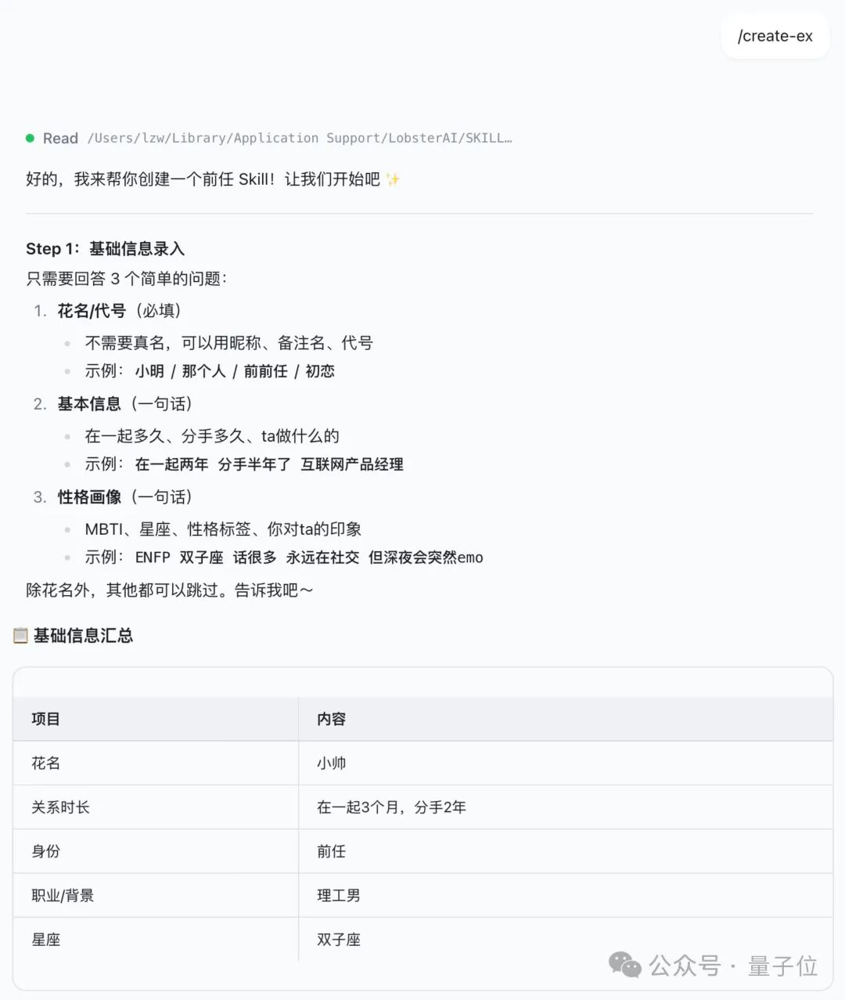 /create-ex
Read /Users/lzw/Library/Application Support/LobsterAI/SKILL…
好的，我来帮你创建一个前任 Skill！让我们开始吧 ✨
Step 1：基础信息录入
只需要回答 3 个简单的问题：
1. 花名/代号（必填）
• 不需要真名，可以用昵称、备注名、代号
• 示例：小明 / 那个人 / 前前任 / 初恋
2. 基本信息（一句话）
• 在一起多久、分手多久、ta做什么的
• 示例：在一起两年 分手半年了 互联网产品经理
3. 性格画像（一句话）
• MBTI、星座、性格标签、你对ta的印象
• 示例：ENFP 双子座 话很多 永远在社交 但深夜会突然emo
除花名外，其他都可以跳过。告诉我吧～
📋 基础信息汇总
项目 内容
花名 小帅
关系时长 在一起3个月，分手2年
身份 前任
职业/背景 理工男
星座 双子座
公众号 · 量子位